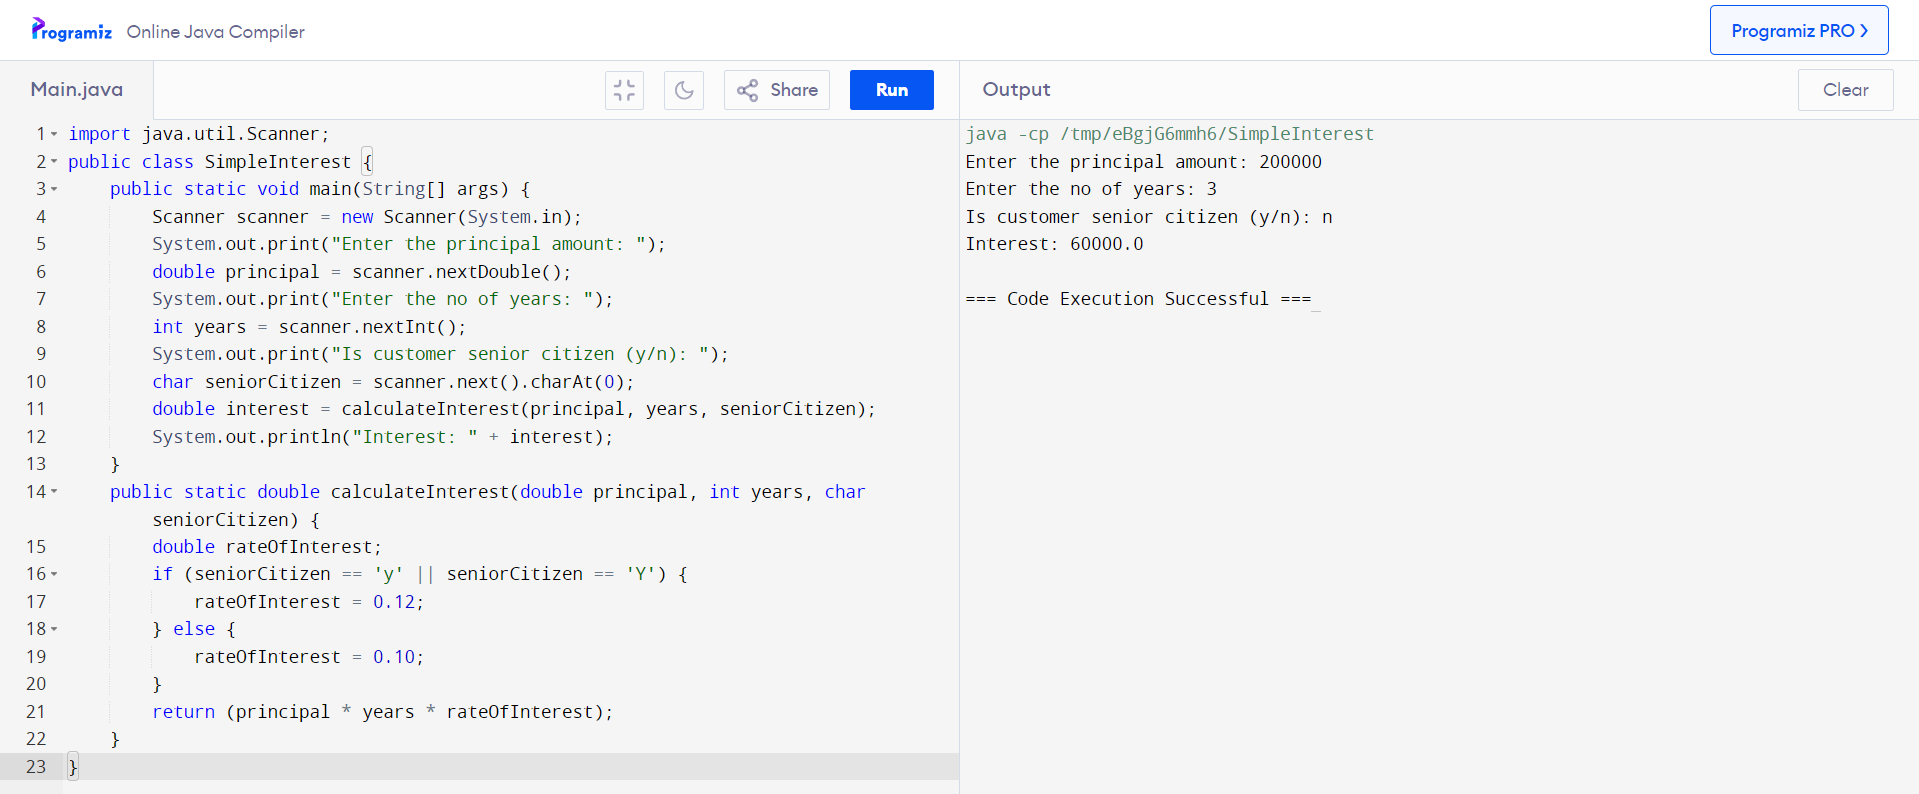 Programiz Online Java Compiler
Programiz PRO >
Main.java
Share
Run
Output
Clear
1 import java.util.Scanner;
2 public class SimpleInterest {
3     public static void main(String[] args) {
4         Scanner scanner = new Scanner(System.in);
5         System.out.print("Enter the principal amount: ");
6         double principal = scanner.nextDouble();
7         System.out.print("Enter the no of years: ");
8         int years = scanner.nextInt();
9         System.out.print("Is customer senior citizen (y/n): ");
10         char seniorCitizen = scanner.next().charAt(0);
11         double interest = calculateInterest(principal, years, seniorCitizen);
12         System.out.println("Interest: " + interest);
13     }
14     public static double calculateInterest(double principal, int years, char
        seniorCitizen) {
15         double rateOfInterest;
16         if (seniorCitizen == 'y' || seniorCitizen == 'Y') {
17             rateOfInterest = 0.12;
18         } else {
19             rateOfInterest = 0.10;
20         }
21         return (principal * years * rateOfInterest);
22     }
23 }
java -cp /tmp/eBgjG6mmh6/SimpleInterest
Enter the principal amount: 200000
Enter the no of years: 3
Is customer senior citizen (y/n): n
Interest: 60000.0
=== Code Execution Successful ===